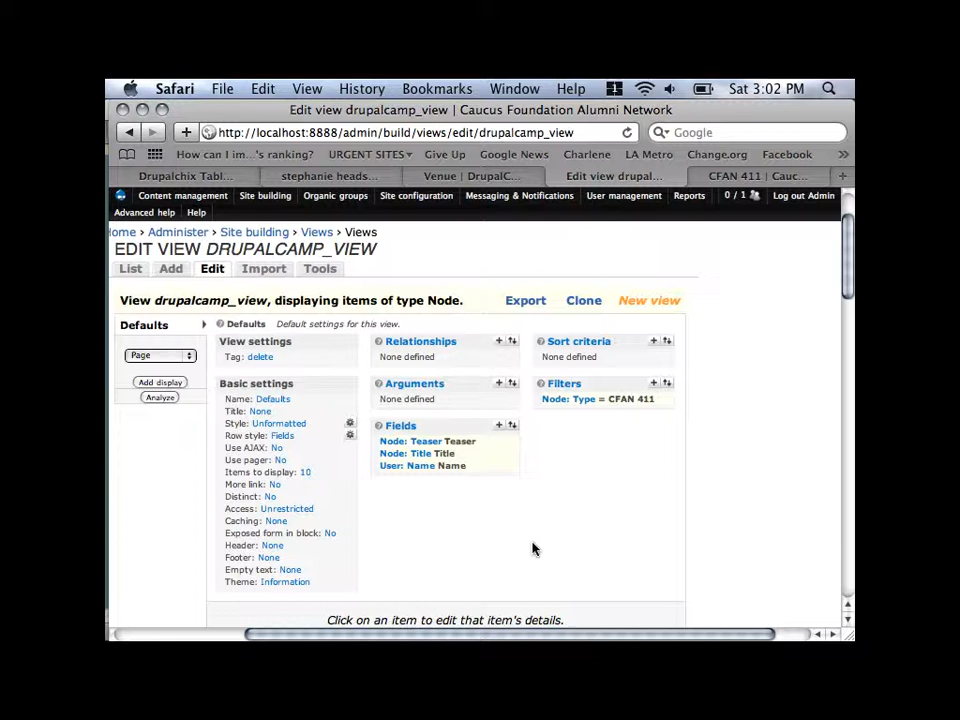 Safari File Edit View History Bookmarks Window Help 1 Sat 3:02 PM
Edit view drupalcamp_view | Caucus Foundation Alumni Network
http://localhost:8888/admin/build/views/edit/drupalcamp_view Google
How can I im...'s ranking? URGENT SITES Give Up Google News Charlene LA Metro Change.org Facebook
Drupalchix Tabl... stephanie heads... Venue | DrupalC... Edit view drupal... CFAN 411 | Cauc...
Content management Site building Organic groups Site configuration Messaging & Notifications User management Reports 0 / 1 Log out Admin
Advanced help Help
Home › Administer › Site building › Views › Views
EDIT VIEW DRUPALCAMP_VIEW
List Add Edit Import Tools
View drupalcamp_view, displaying items of type Node. Export Clone New view
Defaults
Page
Add display
Analyze
Defaults Default settings for this view.
View settings
Tag: delete
Basic settings
Name: Defaults
Title: None
Style: Unformatted
Row style: Fields
Use AJAX: No
Use pager: No
Items to display: 10
More link: No
Distinct: No
Access: Unrestricted
Caching: None
Exposed form in block: No
Header: None
Footer: None
Empty text: None
Theme: Information
Relationships
None defined
Arguments
None defined
Fields
Node: Teaser Teaser
Node: Title Title
User: Name Name
Sort criteria
None defined
Filters
Node: Type = CFAN 411
Click on an item to edit that item's details.